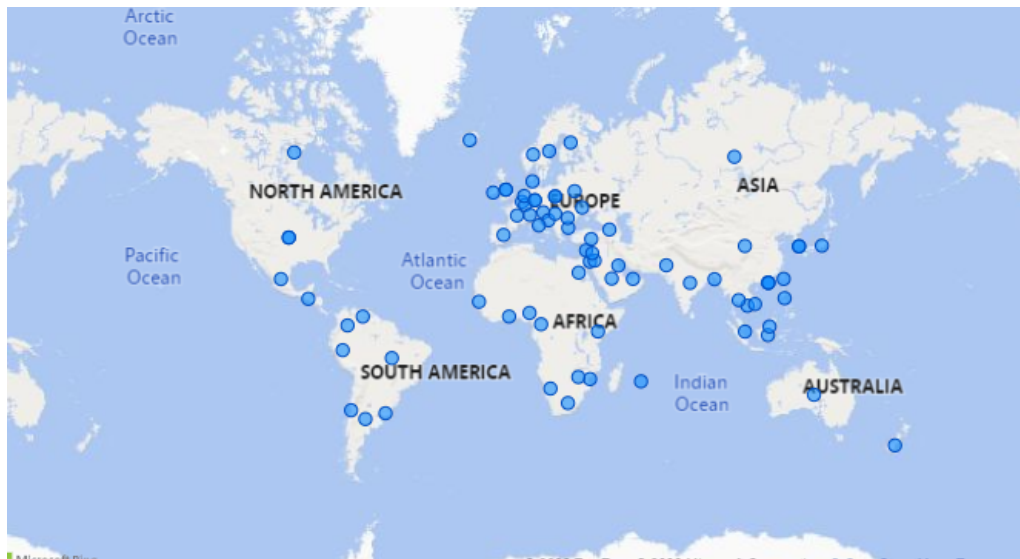 Arctic
Ocean
NORTH AMERICA
EUROPE
ASIA
Pacific
Ocean
Atlantic
Ocean
AFRICA
SOUTH AMERICA
Indian
Ocean
AUSTRALIA